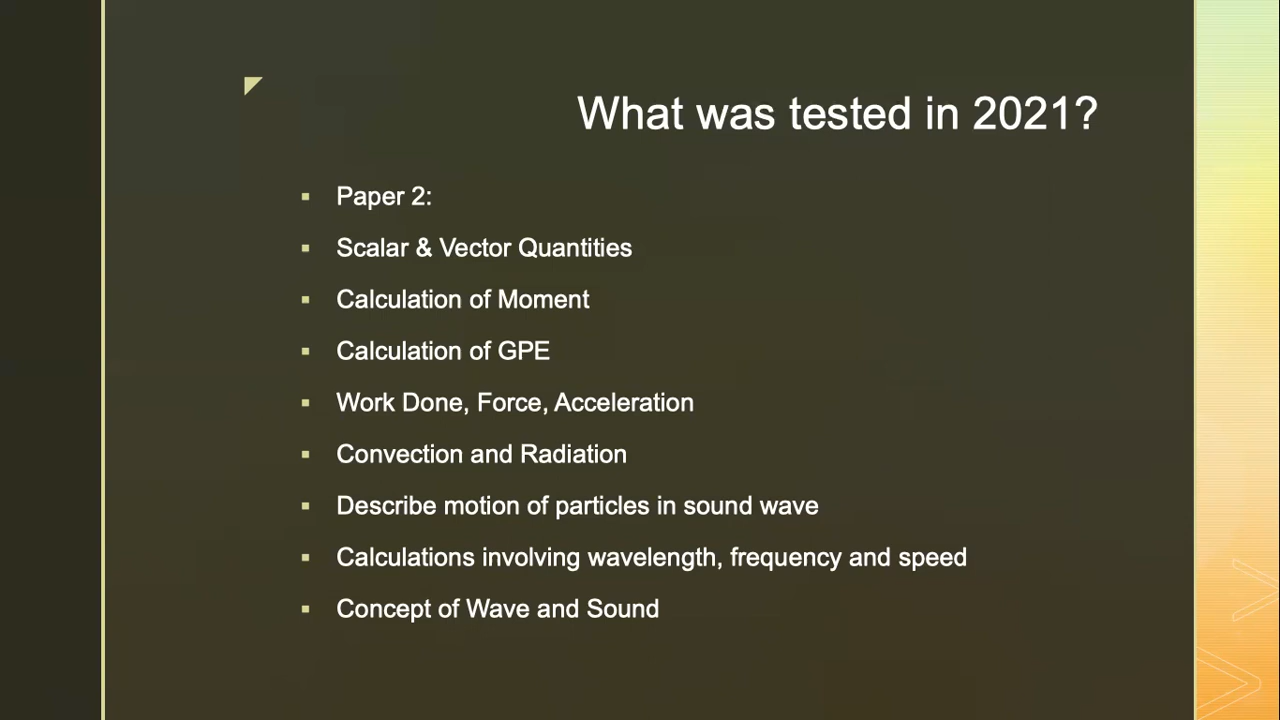 What was tested in 2021?
Paper 2:
Scalar & Vector Quantities
Calculation of Moment
Calculation of GPE
Work Done, Force, Acceleration
Convection and Radiation
Describe motion of particles in sound wave
Calculations involving wavelength, frequency and speed
Concept of Wave and Sound